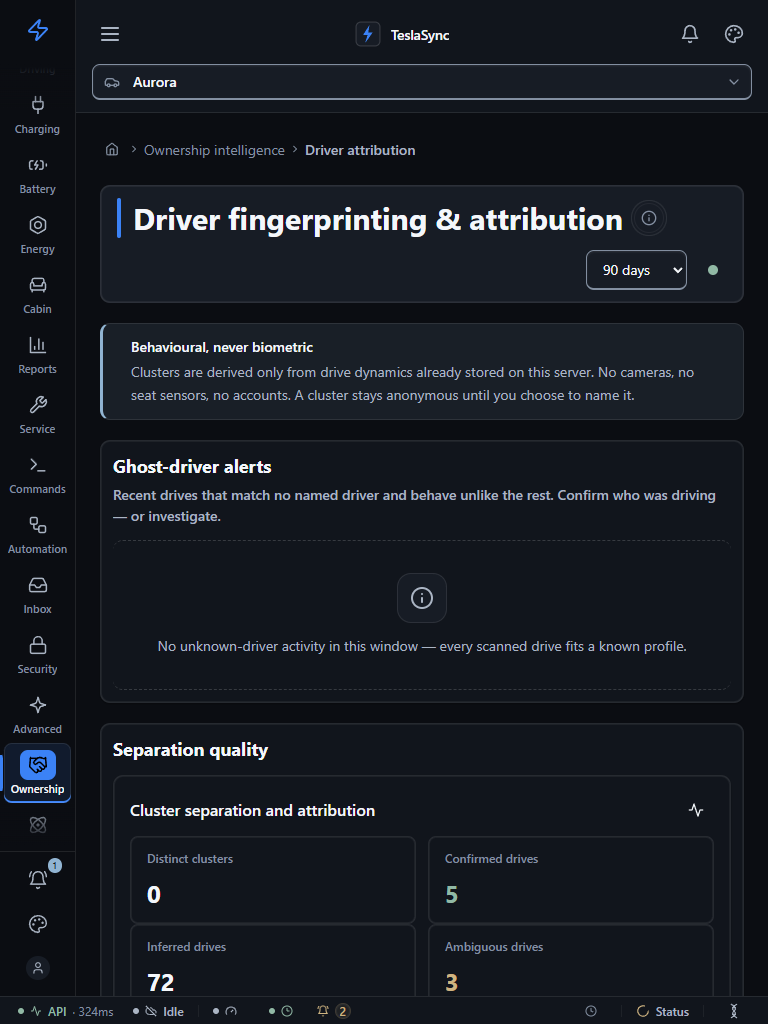 TeslaSync
Aurora
Charging
Battery
Energy
Cabin
Reports
Service
Commands
Automation
Inbox
Security
Advanced
Ownership
1
Ownership intelligence
Driver attribution
Driver fingerprinting & attribution
90 days
Behavioural, never biometric
Clusters are derived only from drive dynamics already stored on this server. No cameras, no
seat sensors, no accounts. A cluster stays anonymous until you choose to name it.
Ghost-driver alerts
Recent drives that match no named driver and behave unlike the rest. Confirm who was driving
— or investigate.
No unknown-driver activity in this window — every scanned drive fits a known profile.
Separation quality
Cluster separation and attribution
Distinct clusters
0
Confirmed drives
5
Inferred drives
72
Ambiguous drives
3
API · 324ms
Idle
2
Status